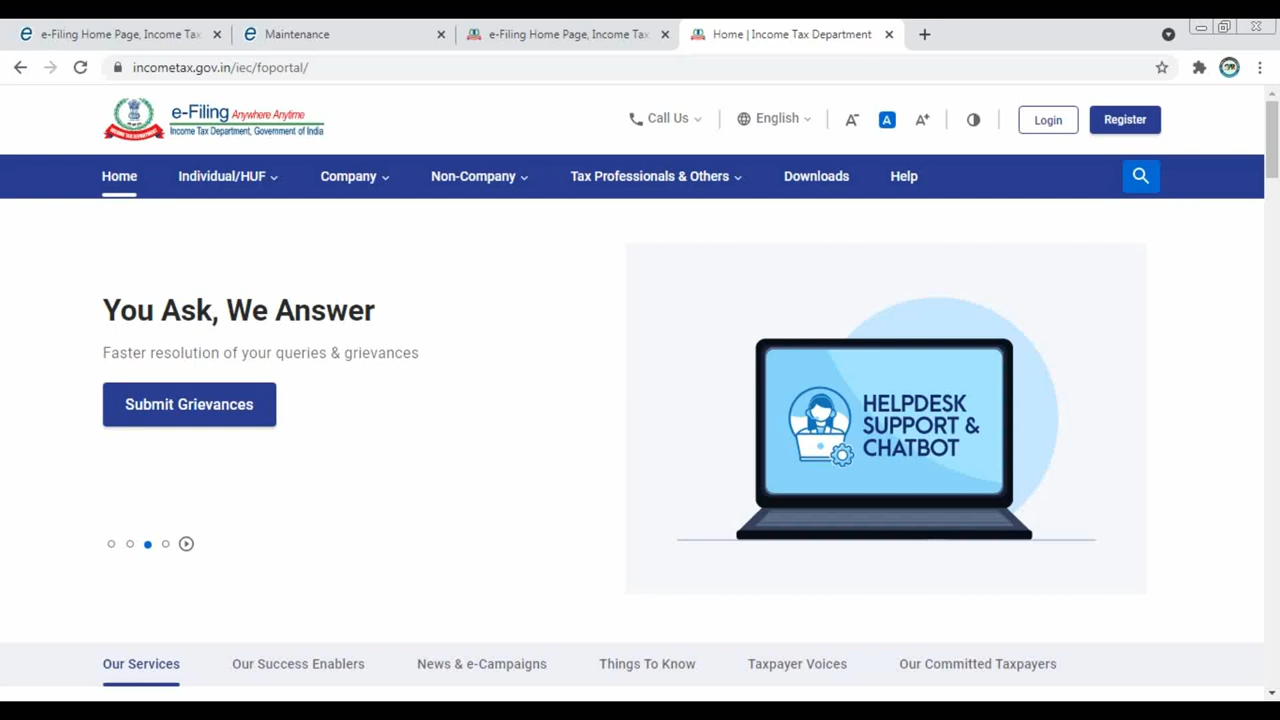 e-Filing Home Page, Income Tax
Maintenance
e-Filing Home Page, Income Tax
Home | Income Tax Department
incometax.gov.in/iec/foportal/
e-Filing Anywhere Anytime
Income Tax Department, Government of India
INCOME TAX DEPARTMENT
Call Us
English
A-
A
A+
Login
Register
Home
Individual/HUF
Company
Non-Company
Tax Professionals & Others
Downloads
Help
You Ask, We Answer
Faster resolution of your queries & grievances
Submit Grievances
HELPDESK
SUPPORT &
CHATBOT
Our Services
Our Success Enablers
News & e-Campaigns
Things To Know
Taxpayer Voices
Our Committed Taxpayers